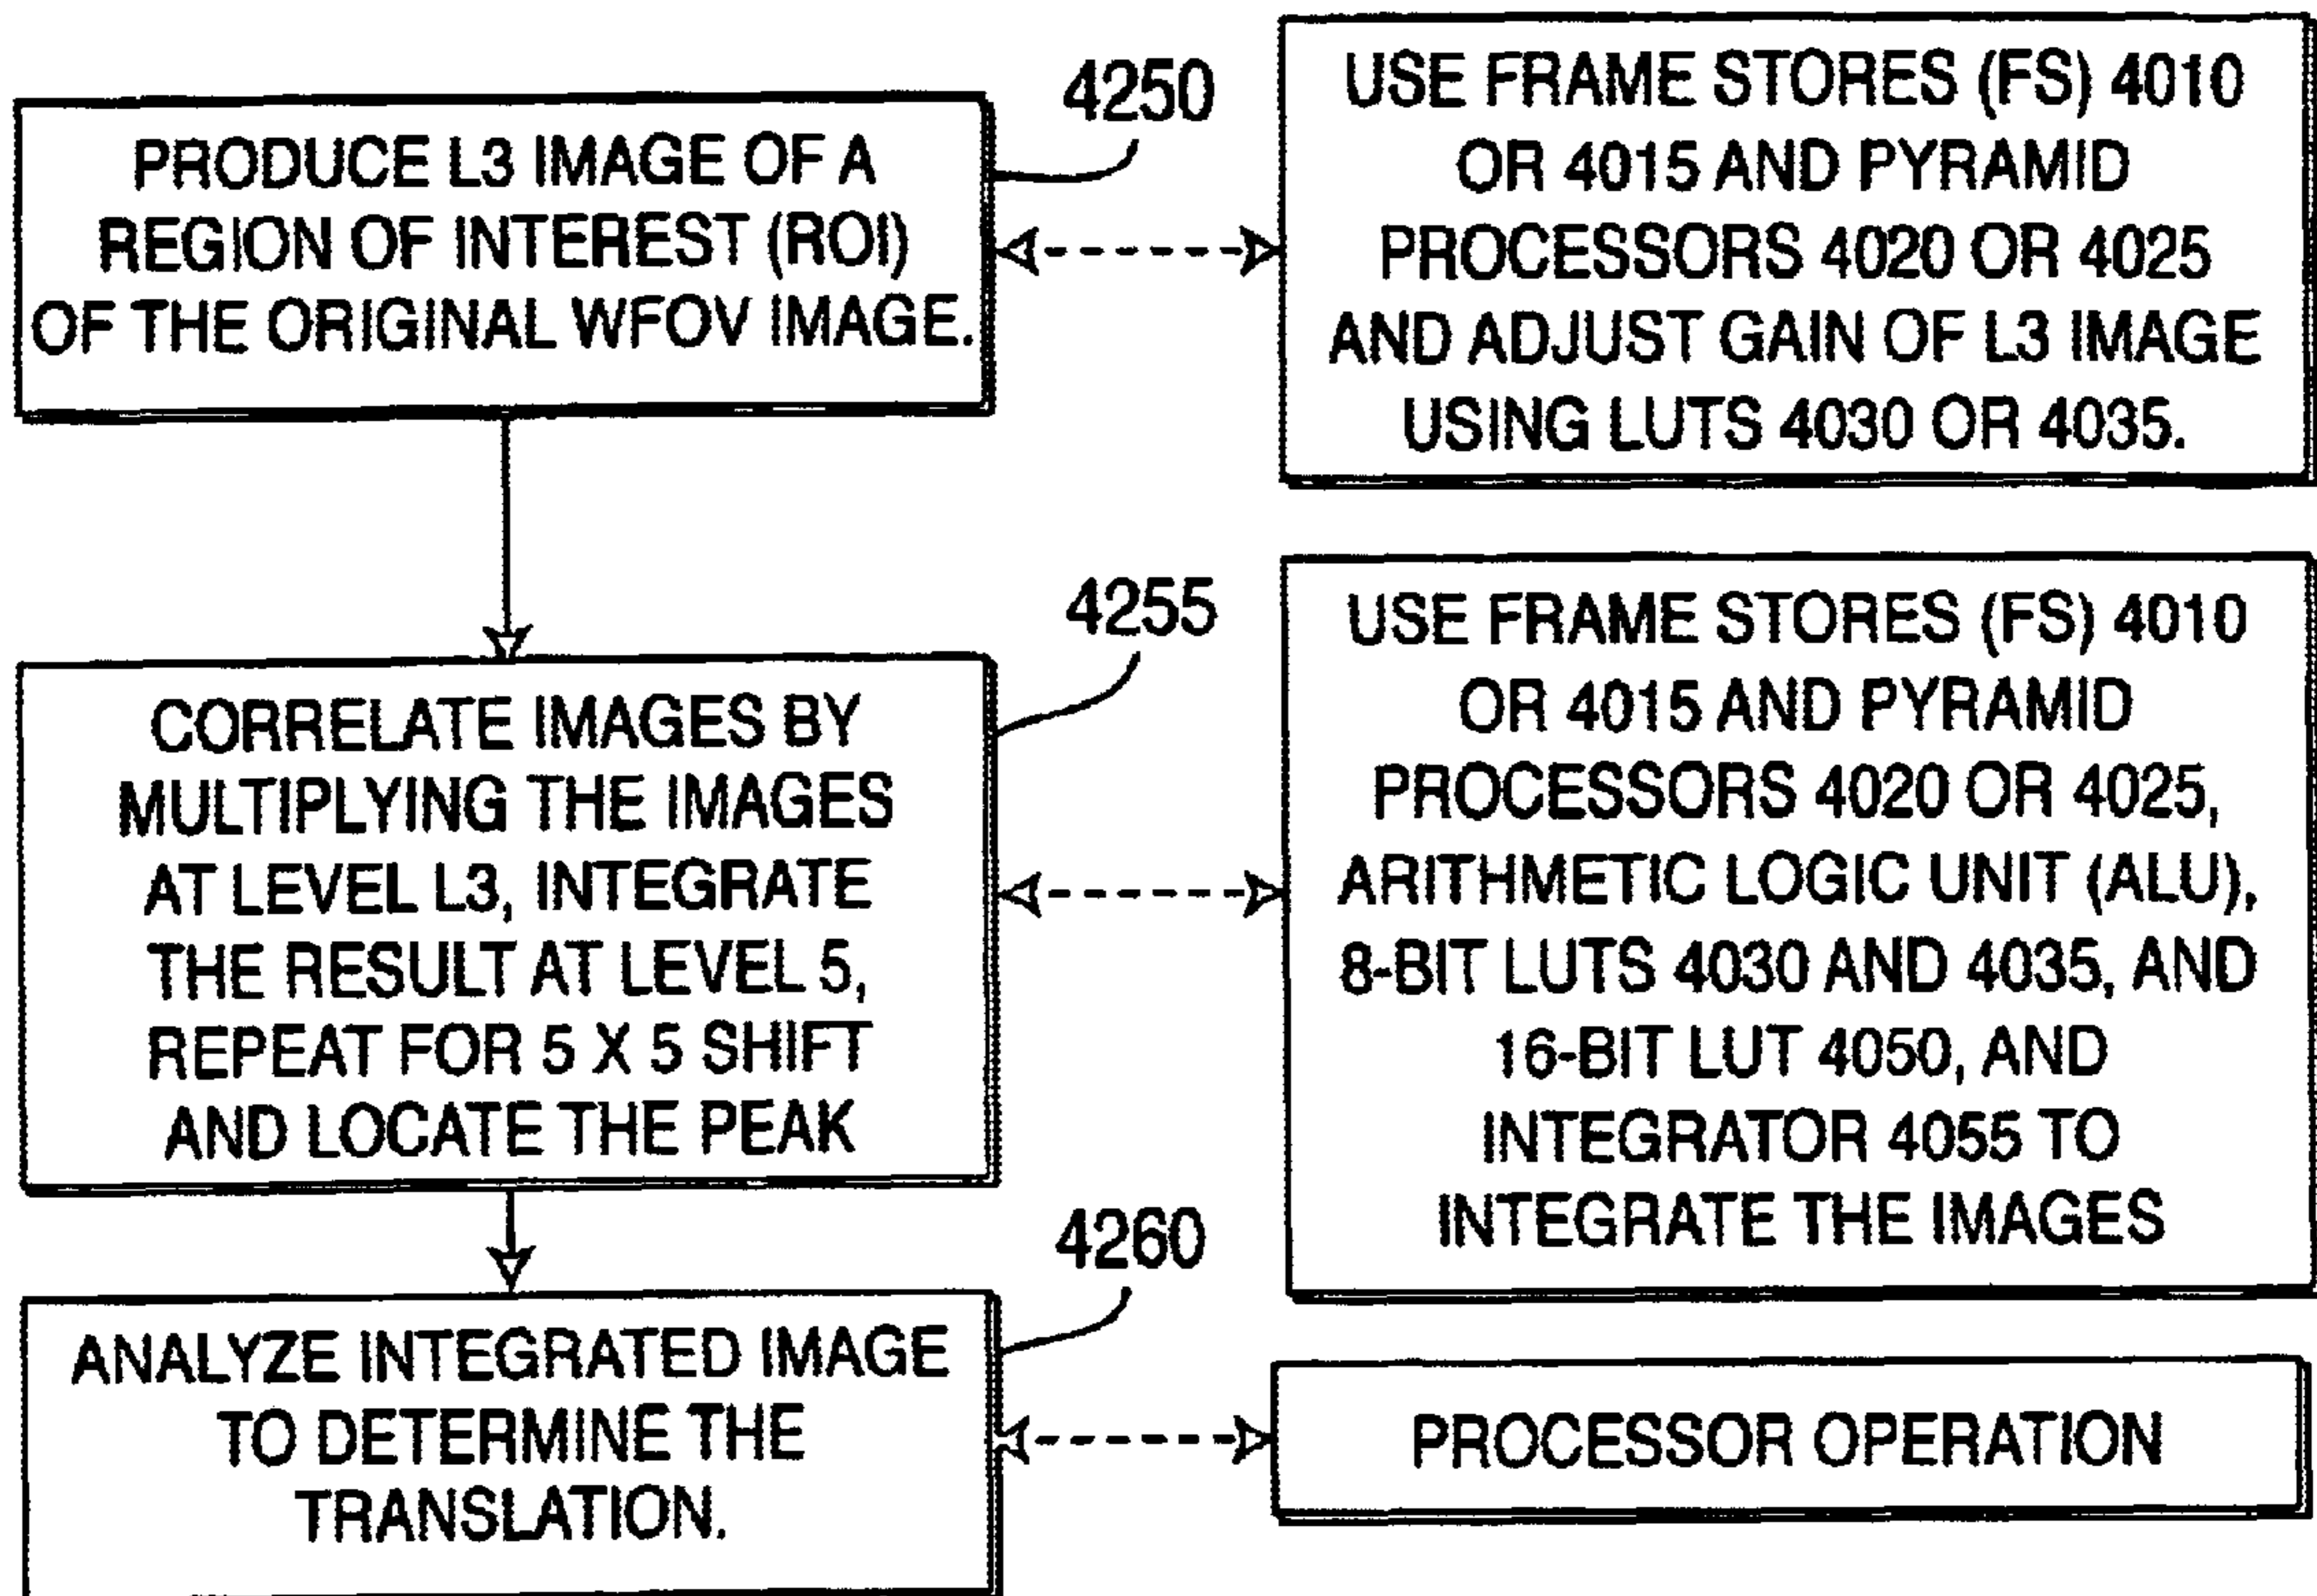 4250
PRODUCE L3 IMAGE OF A
REGION OF INTEREST (ROI)
OF THE ORIGINAL WFOV IMAGE.
USE FRAME STORES (FS) 4010
OR 4015 AND PYRAMID
PROCESSORS 4020 OR 4025
AND ADJUST GAIN OF L3 IMAGE
USING LUTS 4030 OR 4035.
4255
CORRELATE IMAGES BY
MULTIPLYING THE IMAGES
AT LEVEL L3, INTEGRATE
THE RESULT AT LEVEL 5,
REPEAT FOR 5 X 5 SHIFT
AND LOCATE THE PEAK
USE FRAME STORES (FS) 4010
OR 4015 AND PYRAMID
PROCESSORS 4020 OR 4025,
ARITHMETIC LOGIC UNIT (ALU),
8-BIT LUTS 4030 AND 4035, AND
16-BIT LUT 4050, AND
INTEGRATOR 4055 TO
INTEGRATE THE IMAGES
4260
ANALYZE INTEGRATED IMAGE
TO DETERMINE THE
TRANSLATION.
PROCESSOR OPERATION